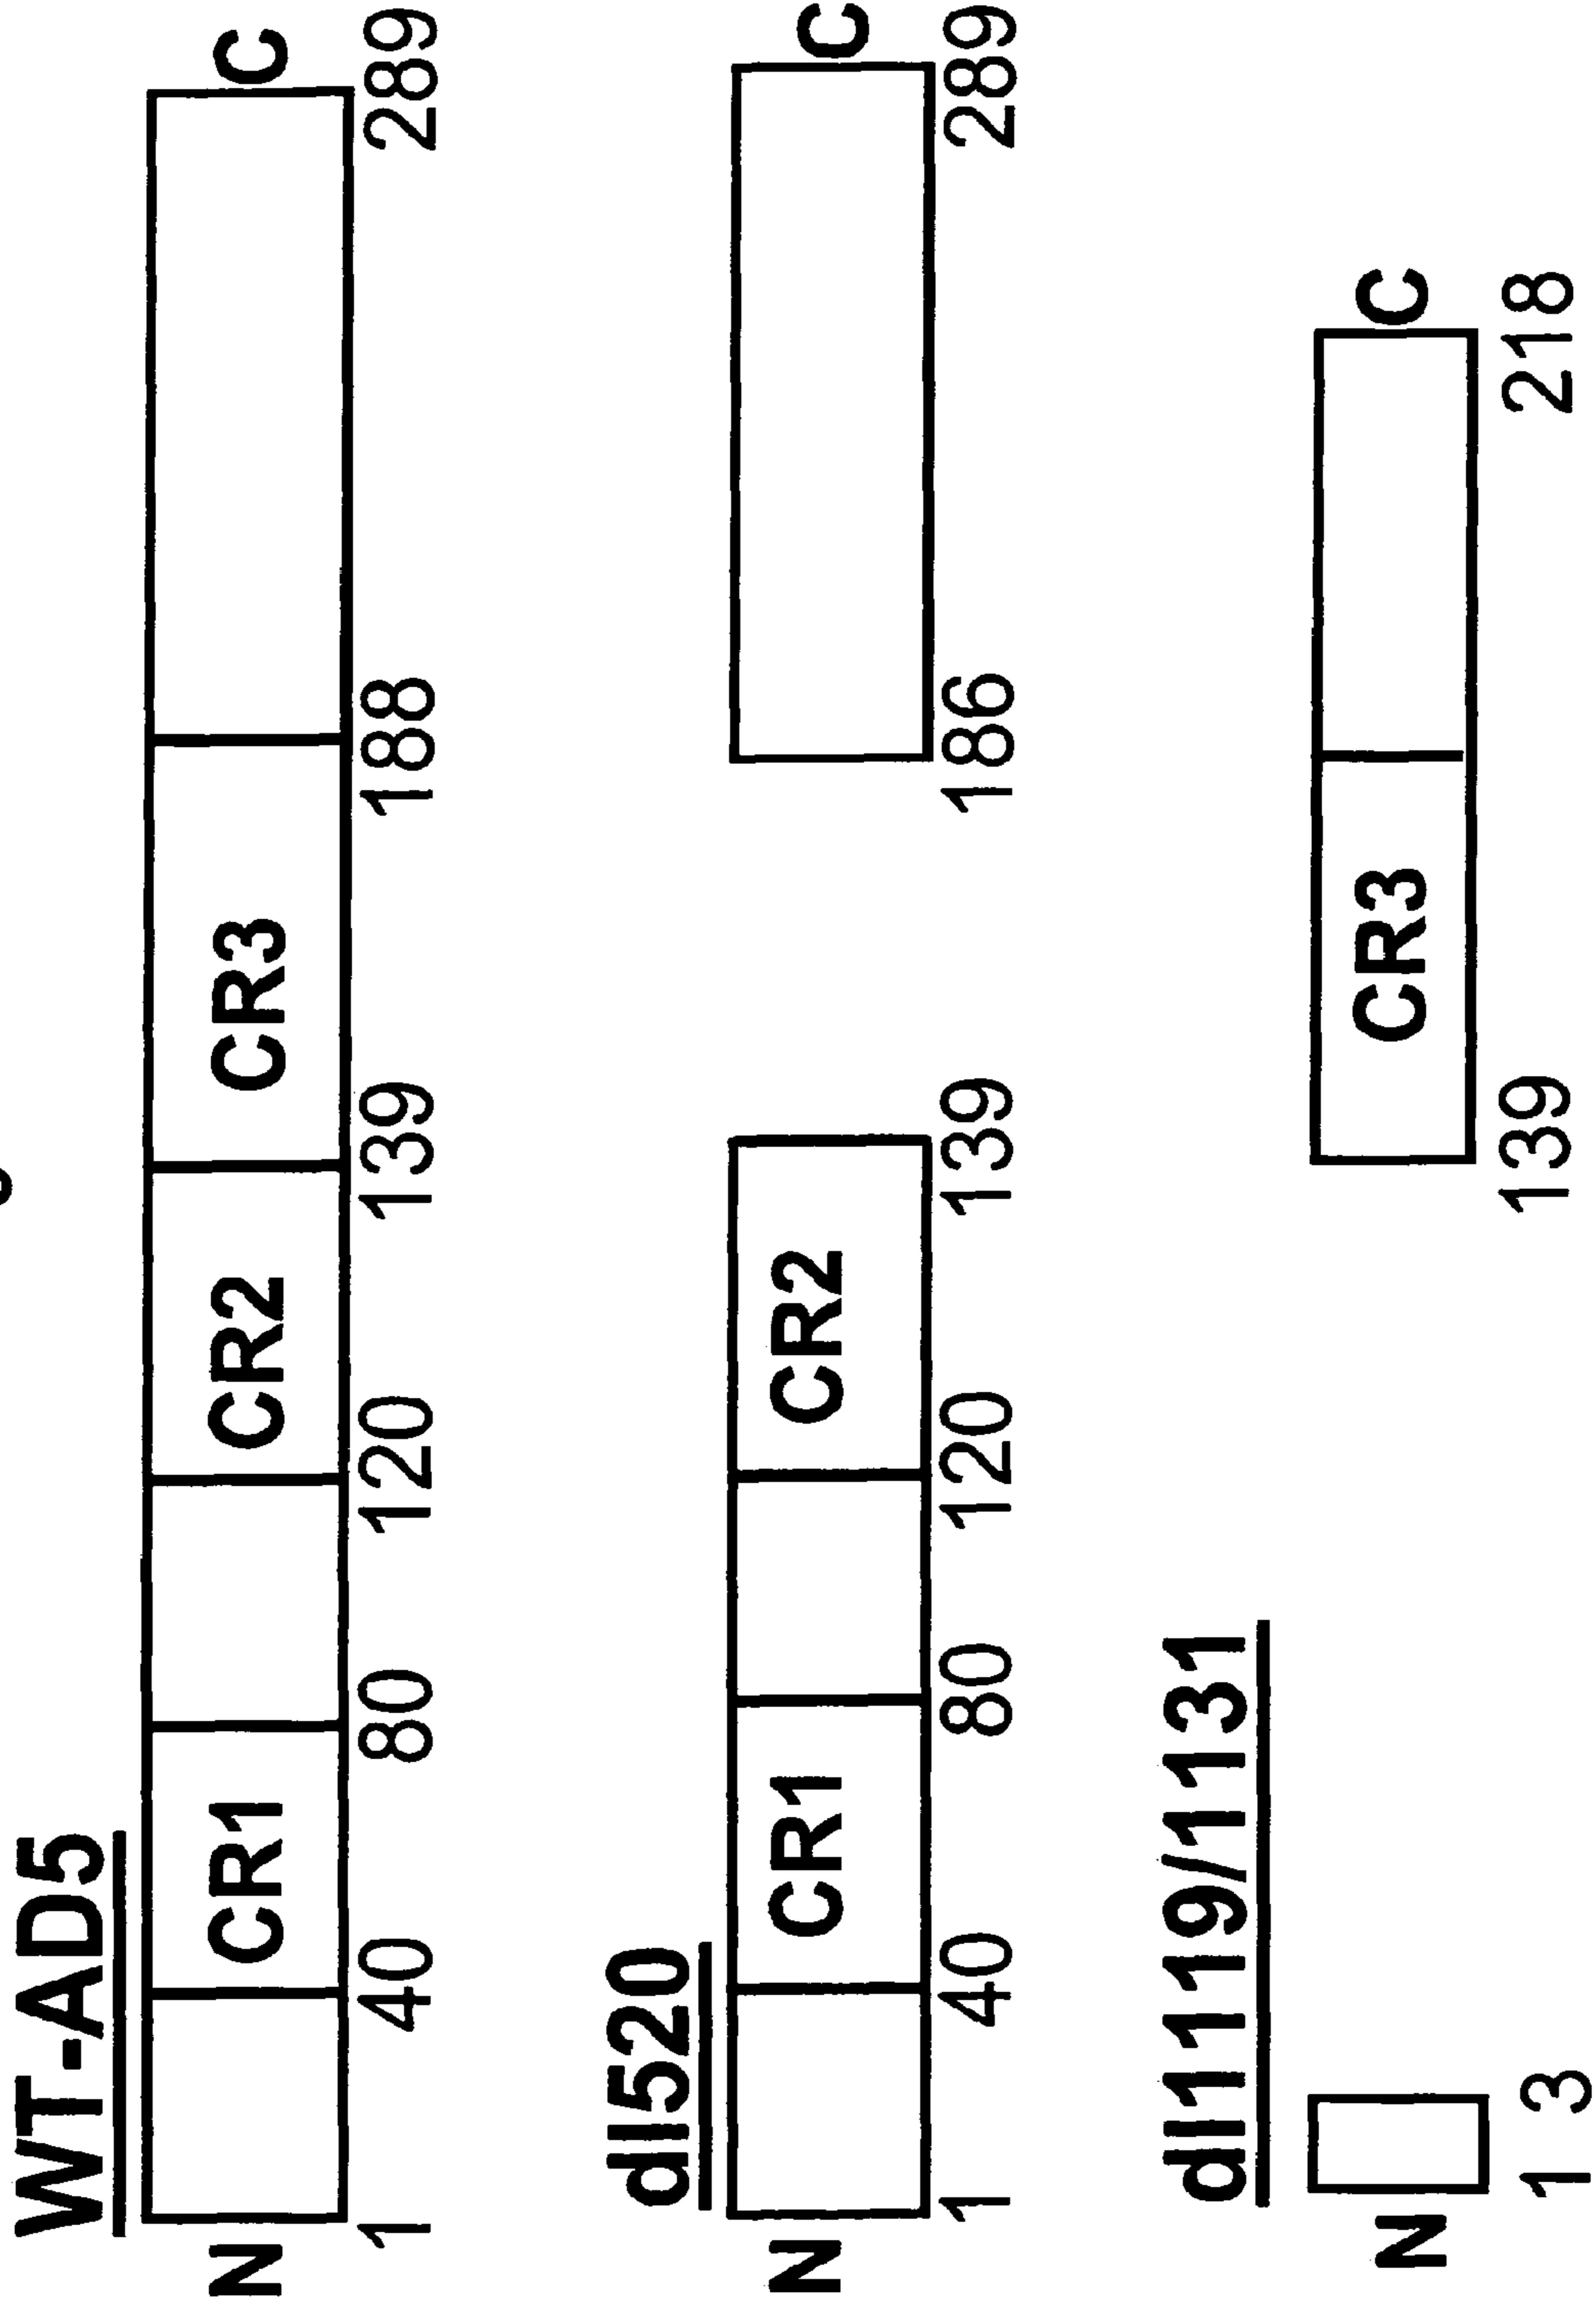 WT-AD5
N CR1 CR2 CR3 C
1 40 80 120 139 188 289
dl520
N CR1 CR2 C
1 40 80 120 139 186 289
dl1119/1131
N CR3 C
1 3 139 218